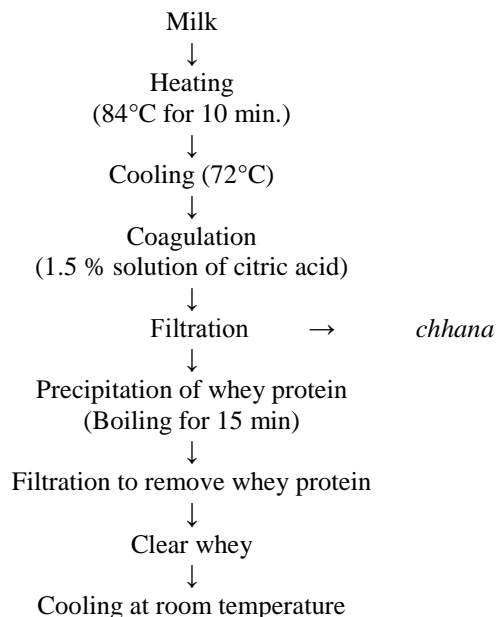 Milk
↓
Heating
(84°C for 10 min.)
↓
Cooling (72°C)
↓
Coagulation
(1.5 % solution of citric acid)
↓
Filtration → chhana
↓
Precipitation of whey protein
(Boiling for 15 min)
↓
Filtration to remove whey protein
↓
Clear whey
↓
Cooling at room temperature